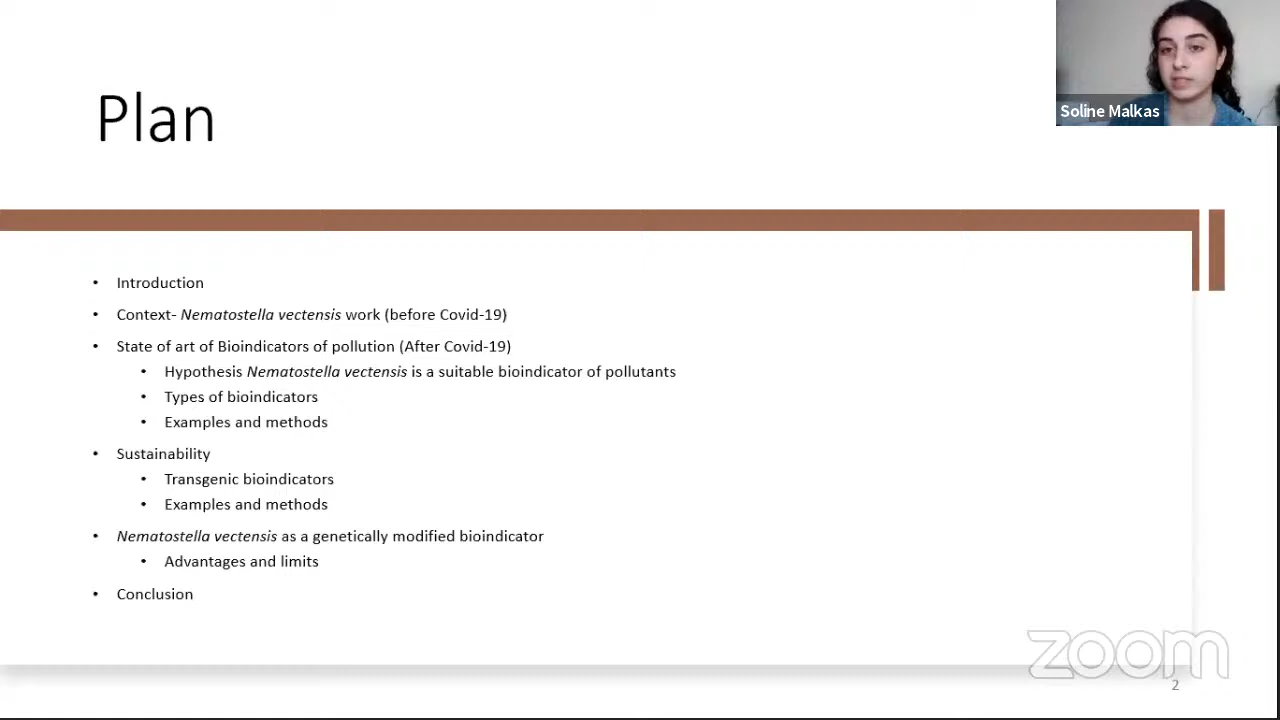 Plan
Soline Malkas
• Introduction
• Context- Nematostella vectensis work (before Covid-19)
• State of art of Bioindicators of pollution (After Covid-19)
• Hypothesis Nematostella vectensis is a suitable bioindicator of pollutants
• Types of bioindicators
• Examples and methods
• Sustainability
• Transgenic bioindicators
• Examples and methods
• Nematostella vectensis as a genetically modified bioindicator
• Advantages and limits
• Conclusion
zoom
2